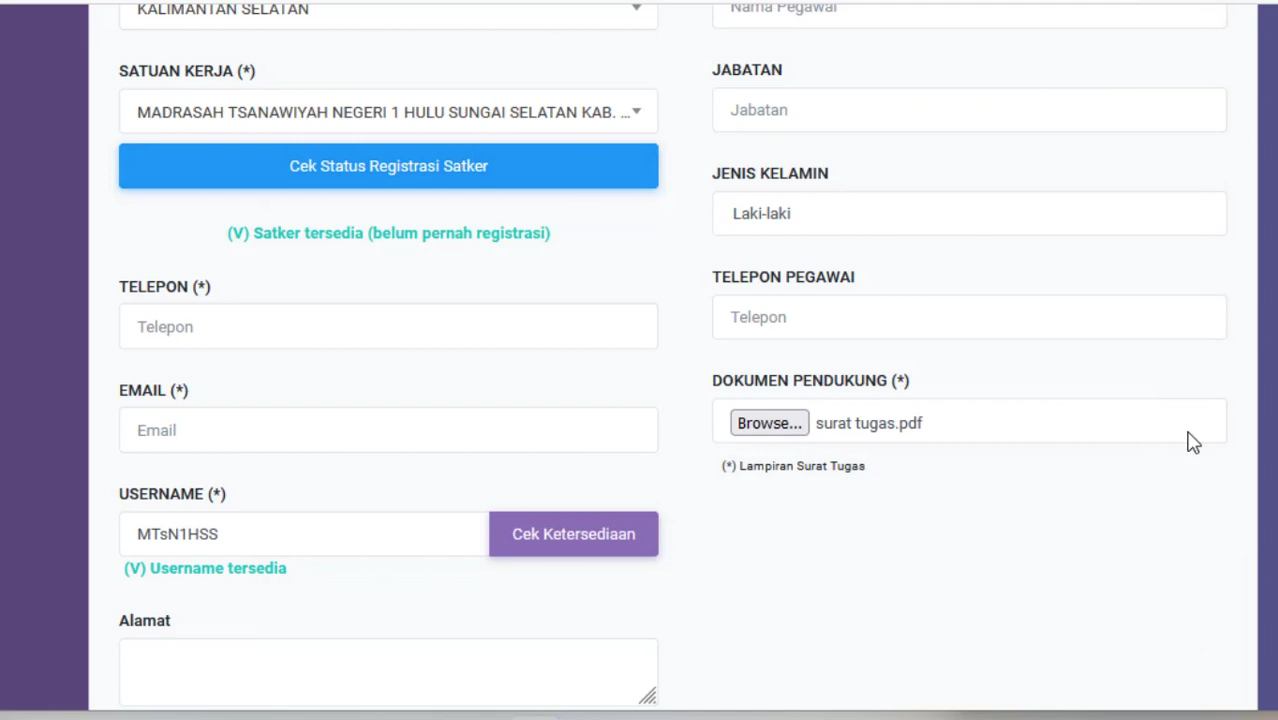 KALIMANTAN SELATAN
SATUAN KERJA (*)
MADRASAH TSANAWIYAH NEGERI 1 HULU SUNGAI SELATAN KAB. ...
Cek Status Registrasi Satker
(V) Satker tersedia (belum pernah registrasi)
TELEPON (*)
Telepon
EMAIL (*)
Email
USERNAME (*)
MTsN1HSS
Cek Ketersediaan
(V) Username tersedia
Alamat
Nama Pegawai
JABATAN
Jabatan
JENIS KELAMIN
Laki-laki
TELEPON PEGAWAI
Telepon
DOKUMEN PENDUKUNG (*)
Browse... surat tugas.pdf
(*) Lampiran Surat Tugas